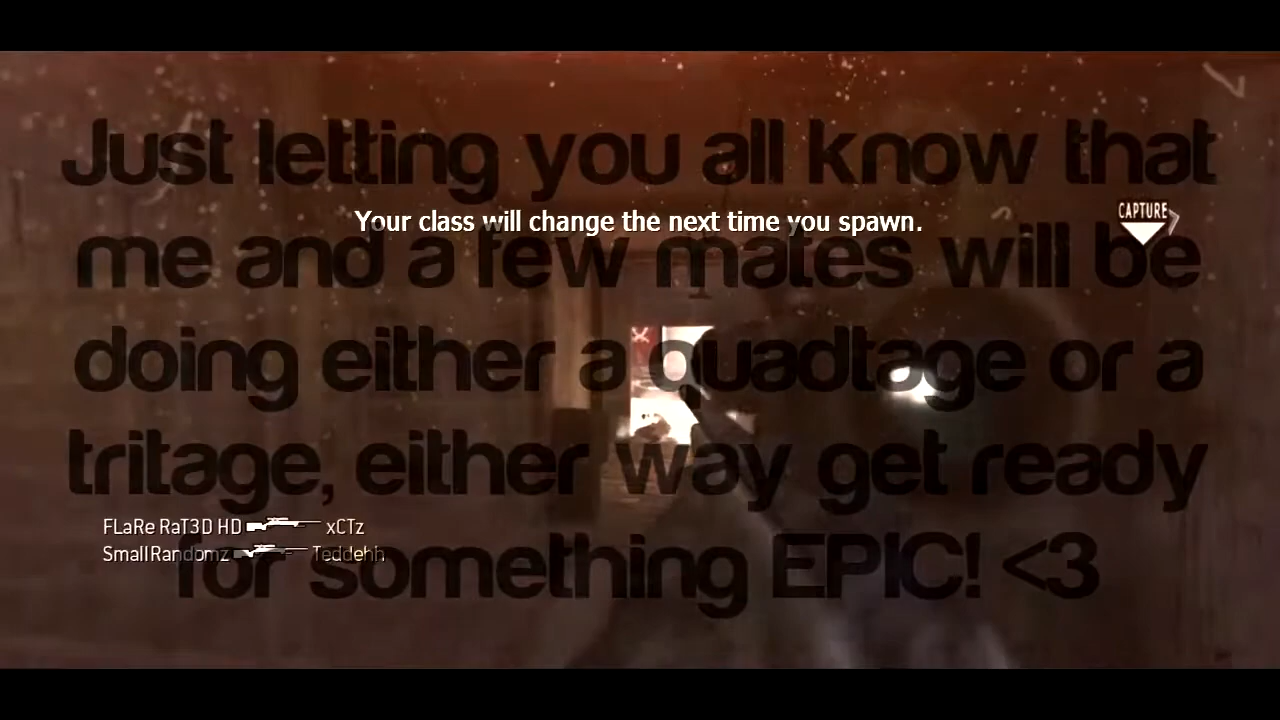 Just letting you all know that
CAPTURE
Your class will change the next time you spawn.
me and a few mates will be
doing either a quadtage or a
tritage, either way get ready
FLaRe RaT3D HD xCTz
SmallRandomz Teddehh
for something EPIC! <3